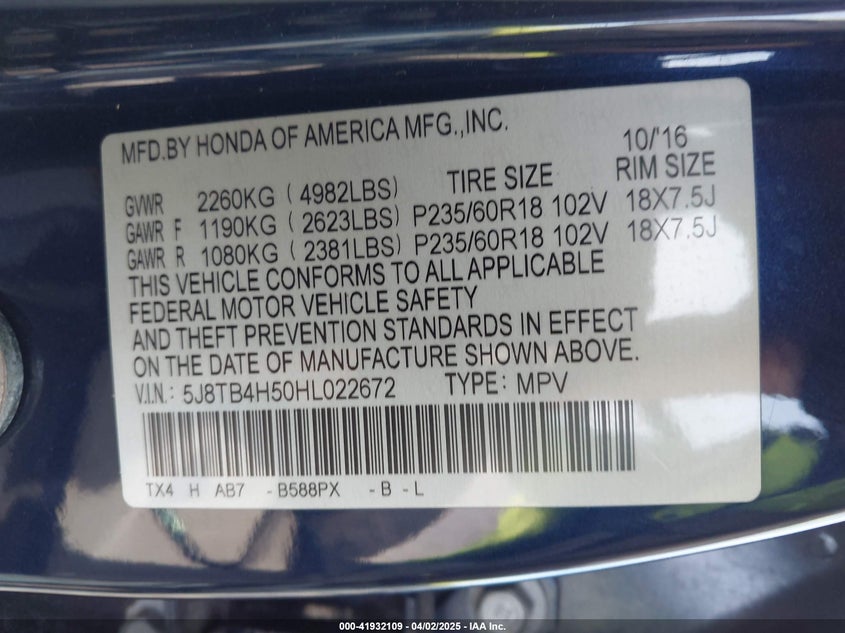 MFD.BY HONDA OF AMERICA MFG.,INC. 10/'16
TIRE SIZE RIM SIZE
GVWR 2260KG ( 4982LBS)
GAWR F 1190KG ( 2623LBS) P235/60R18 102V 18X7.5J
GAWR R 1080KG ( 2381LBS) P235/60R18 102V 18X7.5J
THIS VEHICLE CONFORMS TO ALL APPLICABLE
FEDERAL MOTOR VEHICLE SAFETY
AND THEFT PREVENTION STANDARDS IN EFFECT
ON THE DATE OF MANUFACTURE SHOWN ABOVE.
V.I.N.: 5J8TB4H50HL022672 TYPE: MPV
TX4 H AB7 -B588PX -B -L
000-41932109 - 04/02/2025 - IAA Inc.